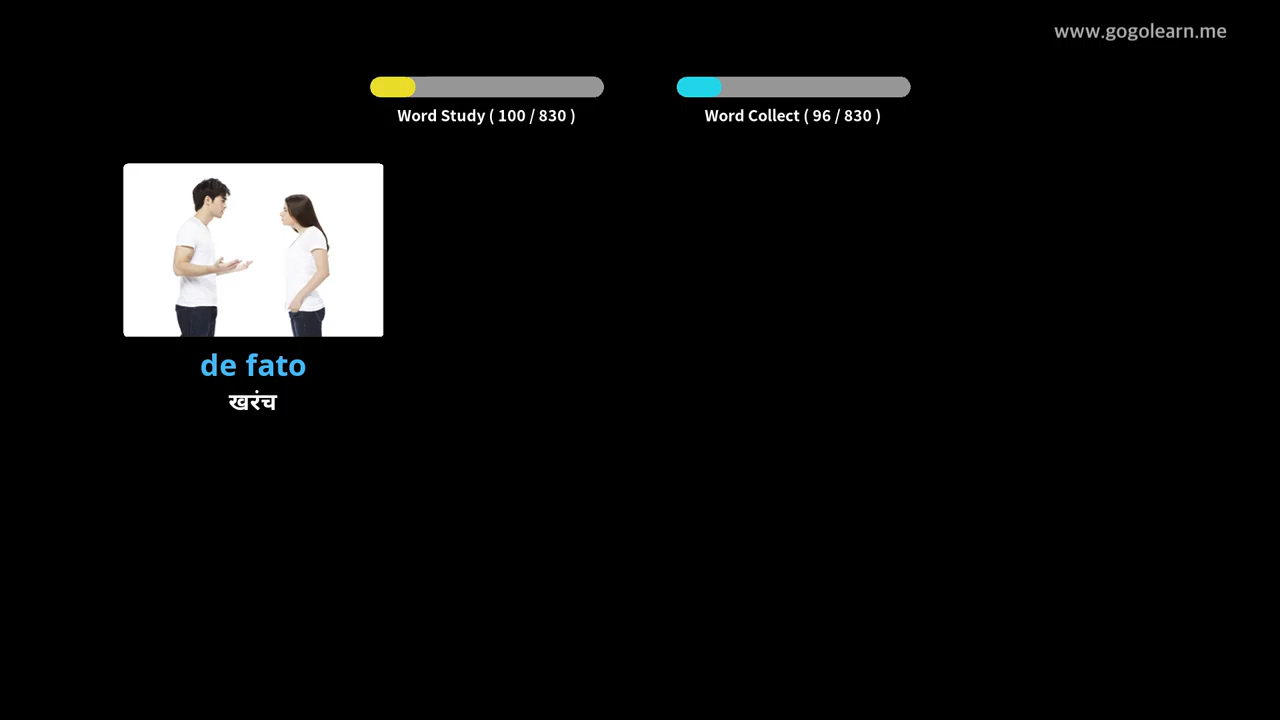 www.gogolearn.me
Word Study ( 100 / 830 )
Word Collect ( 96 / 830 )
de fato
खरंच